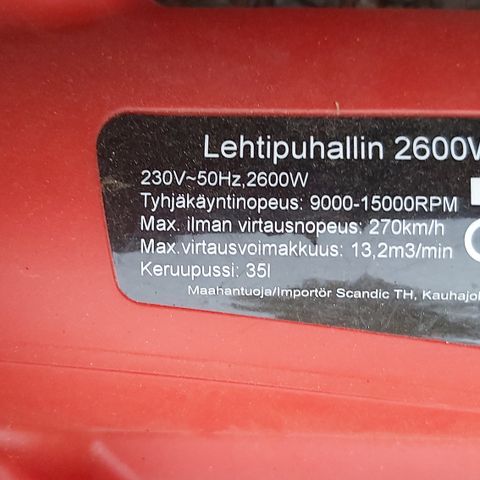 Lehtipuhallin 2600W
230V~50Hz,2600W
Tyhjäkäyntinopeus: 9000-15000RPM
Max. ilman virtausnopeus: 270km/h
Max.virtausvoimakkuus: 13,2m3/min
Keruupussi: 35l
Maahantuoja/Importör Scandic TH,